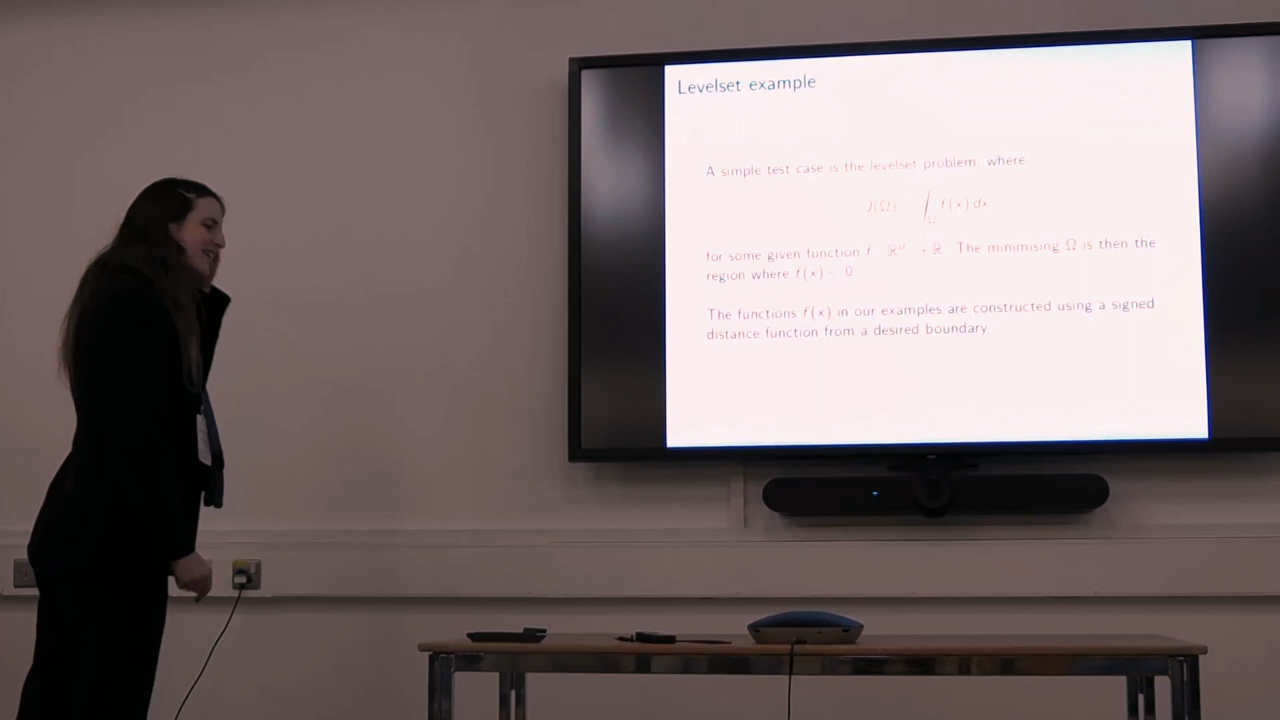 Levelset example
A simple test case is the levelset problem, where
J(Ω) = ∫_Ω f(x) dx
for some given function f : ℝ^d → ℝ. The minimising Ω is then the
region where f(x) < 0.
The functions f(x) in our examples are constructed using a signed
distance function from a desired boundary.